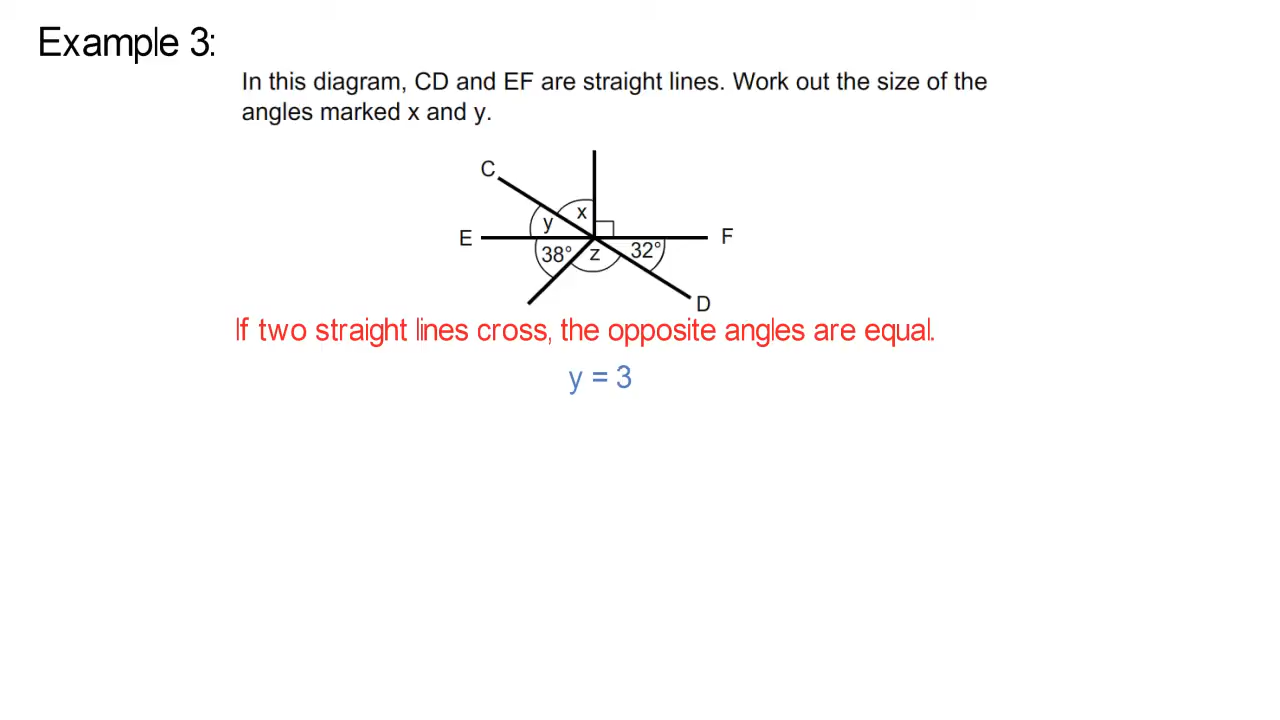 Example 3:
In this diagram, CD and EF are straight lines. Work out the size of the
angles marked x and y.
C
x
y
E
F
38°
z
32°
D
If two straight lines cross, the opposite angles are equal.
y = 3